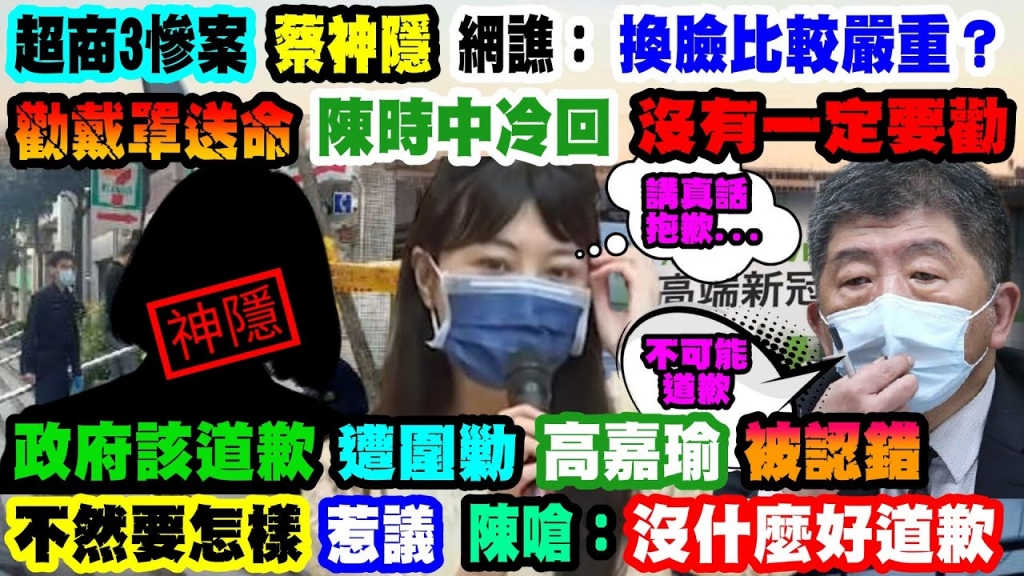 超商3慘案 蔡神隱 網譙：換臉比較嚴重？
勸戴罩送命 陳時中冷回 沒有一定要勸
講真話
抱歉...
高端新冠
神隱
不可能
道歉
政府該道歉 遭圍勦 高嘉瑜 被認錯
不然要怎樣 惹議 陳嗆：沒什麼好道歉